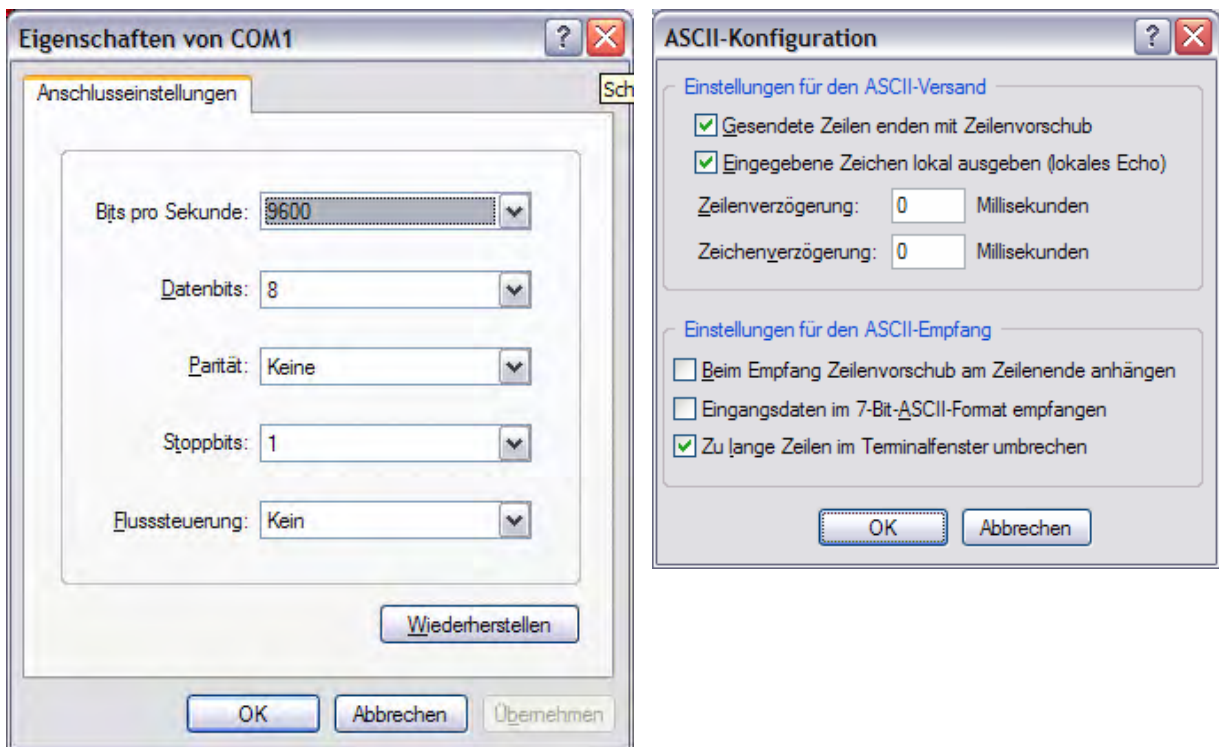 Eigenschaften von COM1
Anschlusseinstellungen
Sch
Bits pro Sekunde: 9600
Datenbits: 8
Parität: Keine
Stoppbits: 1
Flusssteuerung: Kein
Wiederherstellen
OK Abbrechen Übernehmen
ASCII-Konfiguration
Einstellungen für den ASCII-Versand
Gesendete Zeilen enden mit Zeilenvorschub
Eingegebene Zeichen lokal ausgeben (lokales Echo)
Zeilenverzögerung: 0 Millisekunden
Zeichenverzögerung: 0 Millisekunden
Einstellungen für den ASCII-Empfang
Beim Empfang Zeilenvorschub am Zeilenende anhängen
Eingangsdaten im 7-Bit-ASCII-Format empfangen
Zu lange Zeilen im Terminalfenster umbrechen
OK Abbrechen